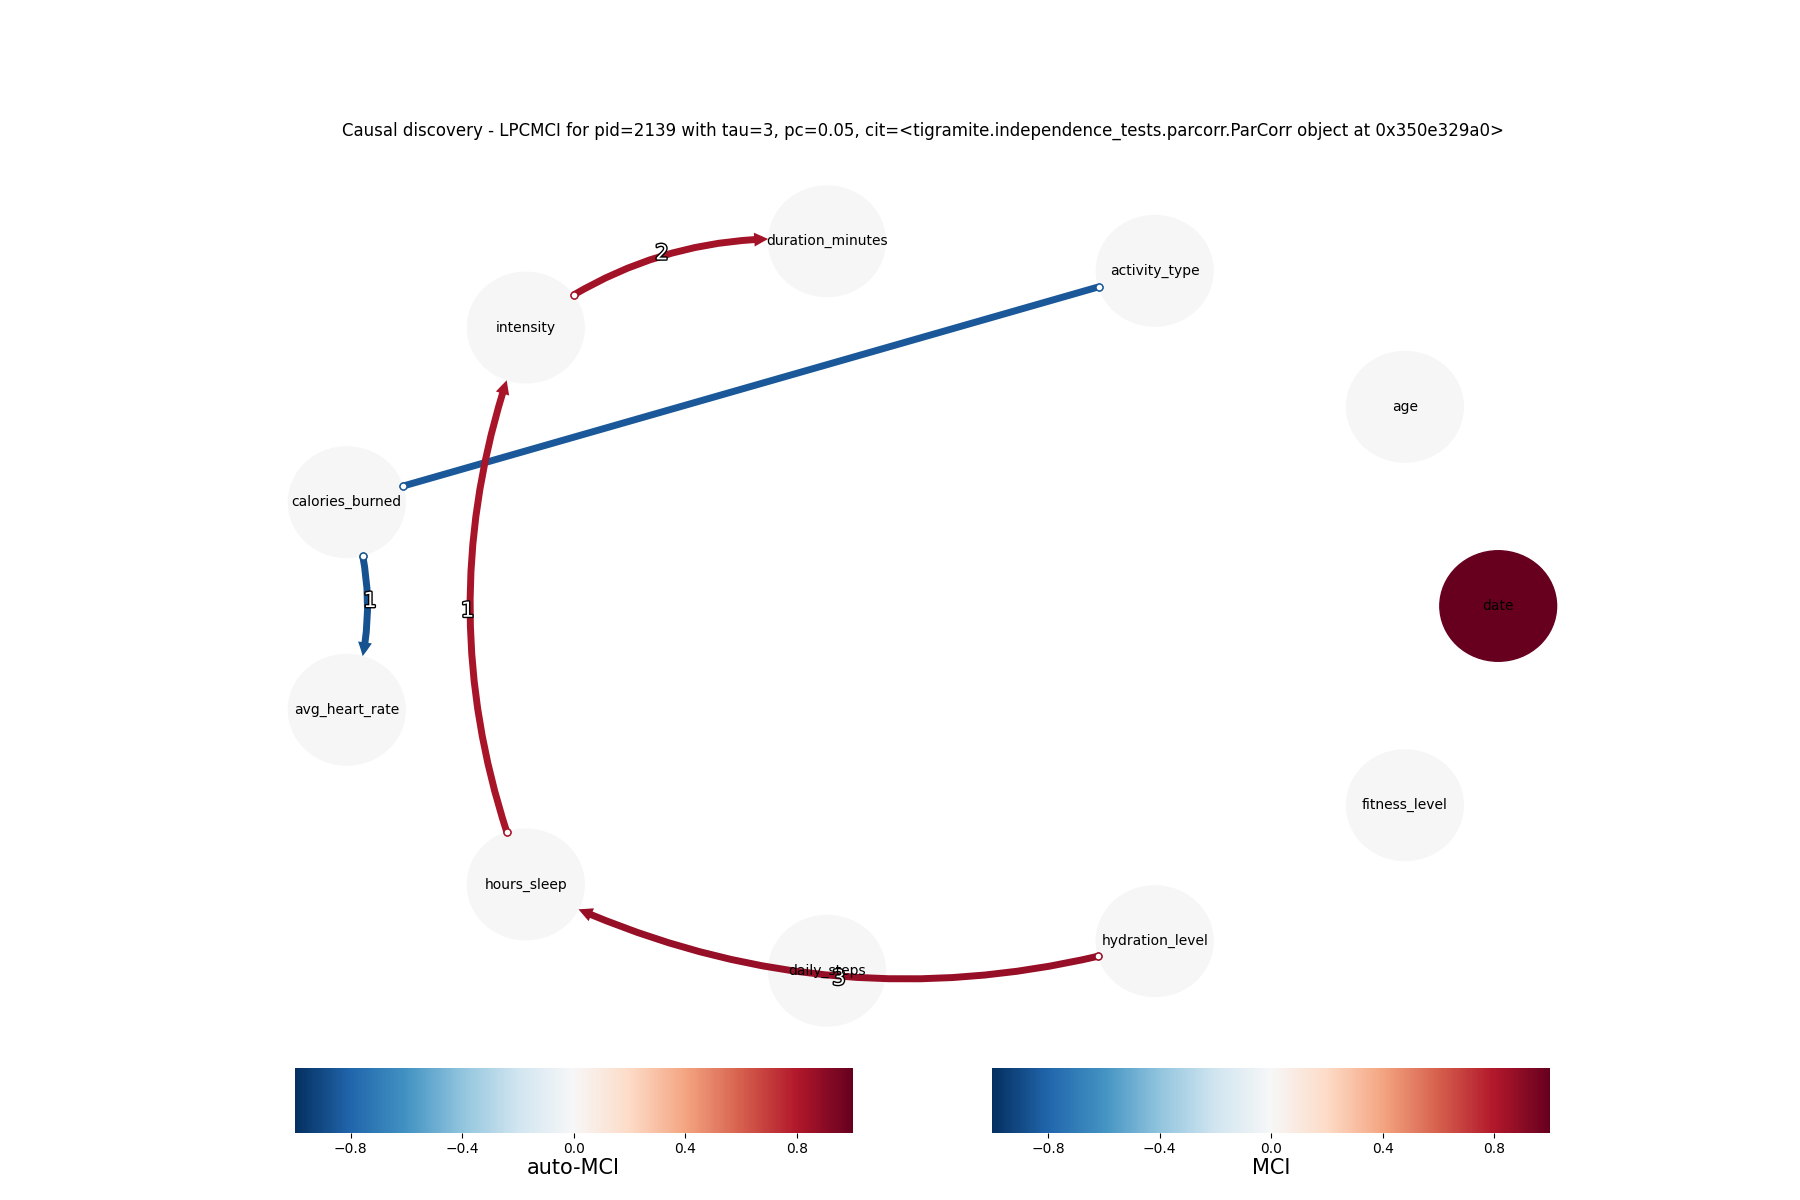 Causal discovery - LPCMCI for pid=2139 with tau=3, pc=0.05, cit=<tigramite.independence_tests.parcorr.ParCorr object at 0x350e329a0>
duration_minutes
2
activity_type
intensity
age
calories_burned
1
1
date
avg_heart_rate
fitness_level
hours_sleep
hydration_level
daily_steps
3
−0.8 −0.4 0.0 0.4 0.8
auto-MCI
−0.8 −0.4 0.0 0.4 0.8
MCI